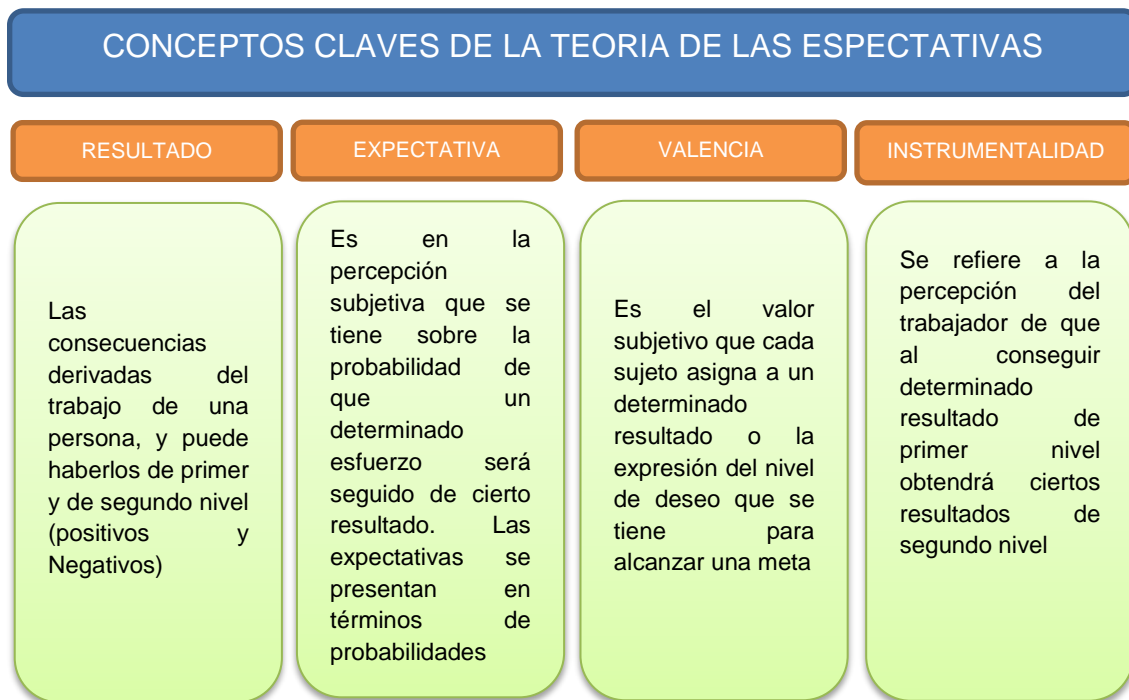 CONCEPTOS CLAVES DE LA TEORIA DE LAS ESPECTATIVAS
RESULTADO
Las
consecuencias
derivadas del
trabajo de una
persona, y puede
haberlos de primer
y de segundo nivel
(positivos y
Negativos)
EXPECTATIVA
Es en la
percepción
subjetiva que se
tiene sobre la
probabilidad de
que un
determinado
esfuerzo será
seguido de cierto
resultado. Las
expectativas se
presentan en
términos de
probabilidades
VALENCIA
Es el valor
subjetivo que cada
sujeto asigna a un
determinado
resultado o la
expresión del nivel
de deseo que se
tiene para
alcanzar una meta
INSTRUMENTALIDAD
Se refiere a la
percepción del
trabajador de que
al conseguir
determinado
resultado de
primer nivel
obtendrá ciertos
resultados de
segundo nivel